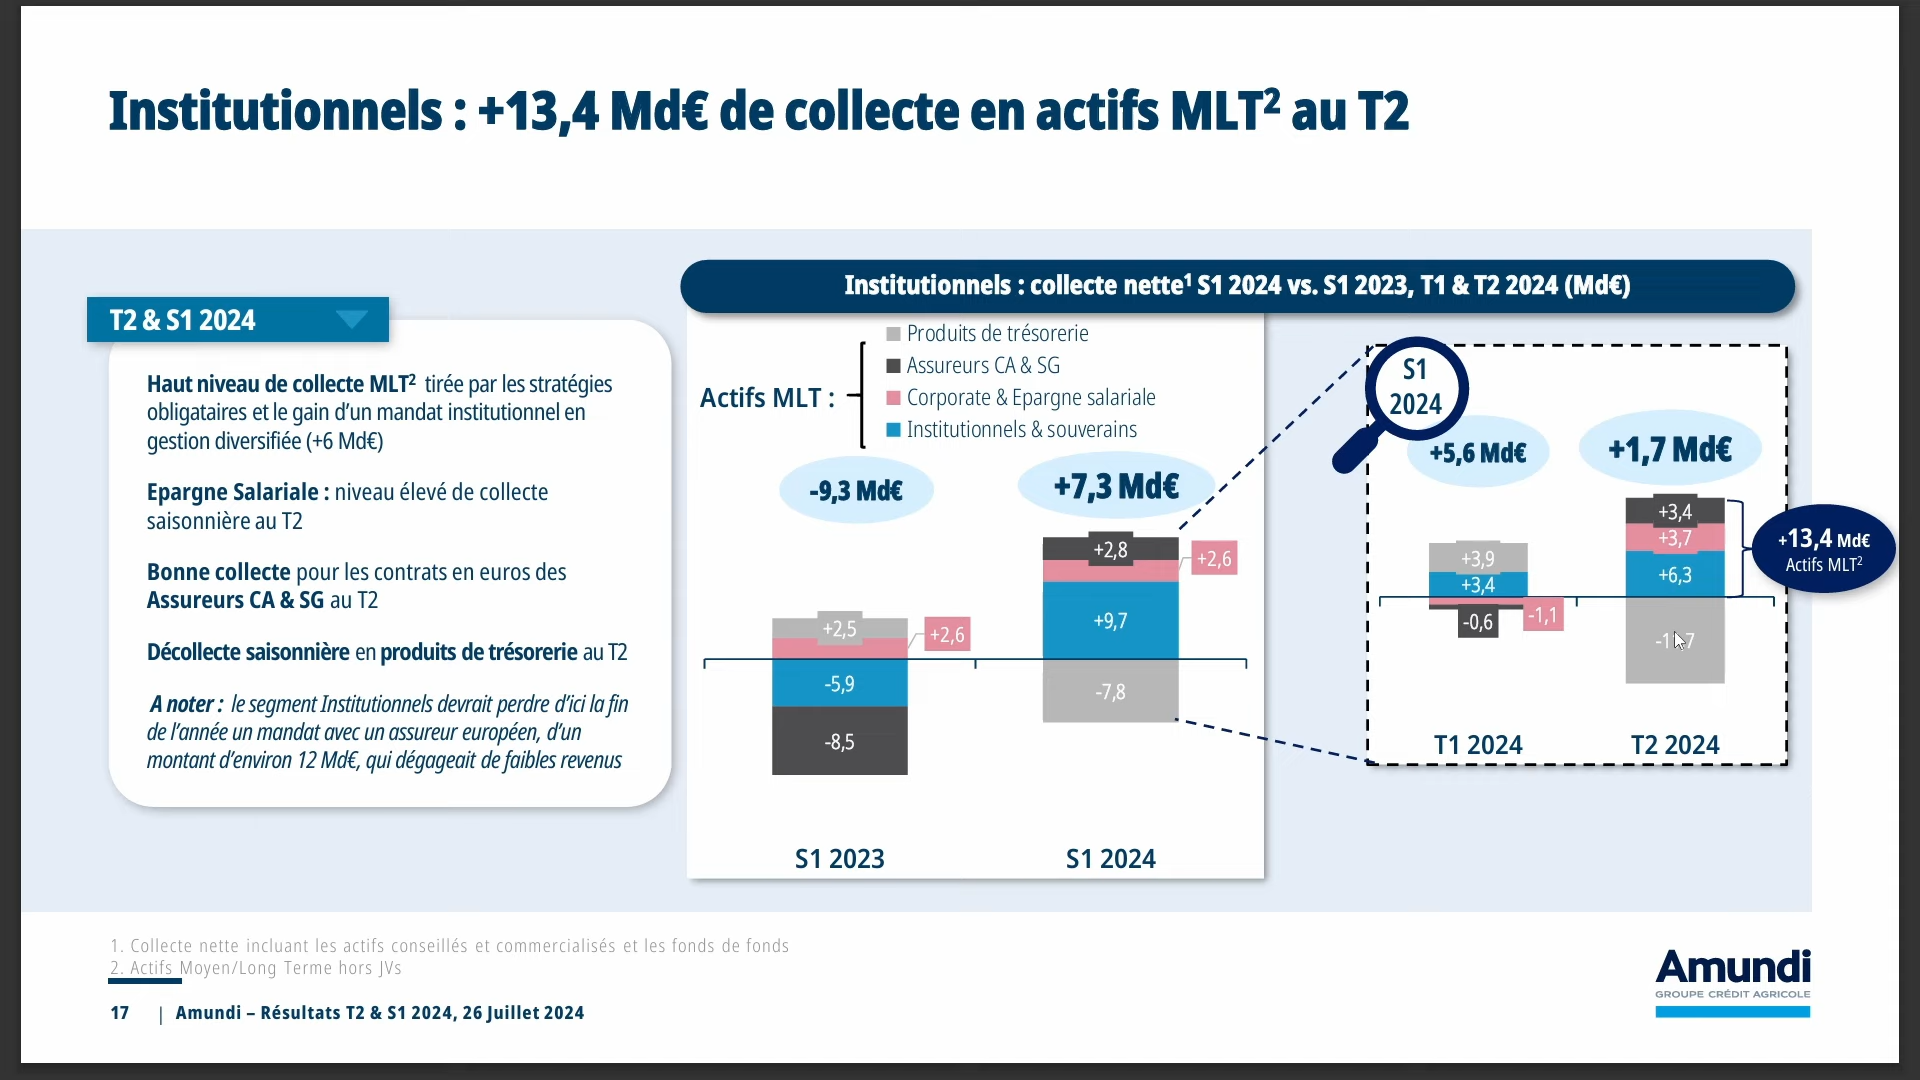 Institutionnels : +13,4 Md€ de collecte en actifs MLT² au T2
T2 & S1 2024
Haut niveau de collecte MLT² tirée par les stratégies
obligataires et le gain d’un mandat institutionnel en
gestion diversifiée (+6 Md€)
Epargne Salariale : niveau élevé de collecte
saisonnière au T2
Bonne collecte pour les contrats en euros des
Assureurs CA & SG au T2
Décollecte saisonnière en produits de trésorerie au T2
A noter : le segment Institutionnels devrait perdre d’ici la fin
de l’année un mandat avec un assureur européen, d’un
montant d’environ 12 Md€, qui dégageait de faibles revenus
Institutionnels : collecte nette¹ S1 2024 vs. S1 2023, T1 & T2 2024 (Md€)
Actifs MLT :
Produits de trésorerie
Assureurs CA & SG
Corporate & Epargne salariale
Institutionnels & souverains
-9,3 Md€
+7,3 Md€
+2,5
+2,6
-5,9
-8,5
+2,8
+2,6
+9,7
-7,8
S1 2023
S1 2024
S1
2024
+5,6 Md€
+1,7 Md€
+3,9
+3,4
-0,6
-1,1
+3,4
+3,7
+6,3
+13,4 Md€
Actifs MLT²
T1 2024
T2 2024
1. Collecte nette incluant les actifs conseillés et commercialisés et les fonds de fonds
2. Actifs Moyen/Long Terme hors JVs
17 | Amundi – Résultats T2 & S1 2024, 26 Juillet 2024
Amundi
GROUPE CRÉDIT AGRICOLE